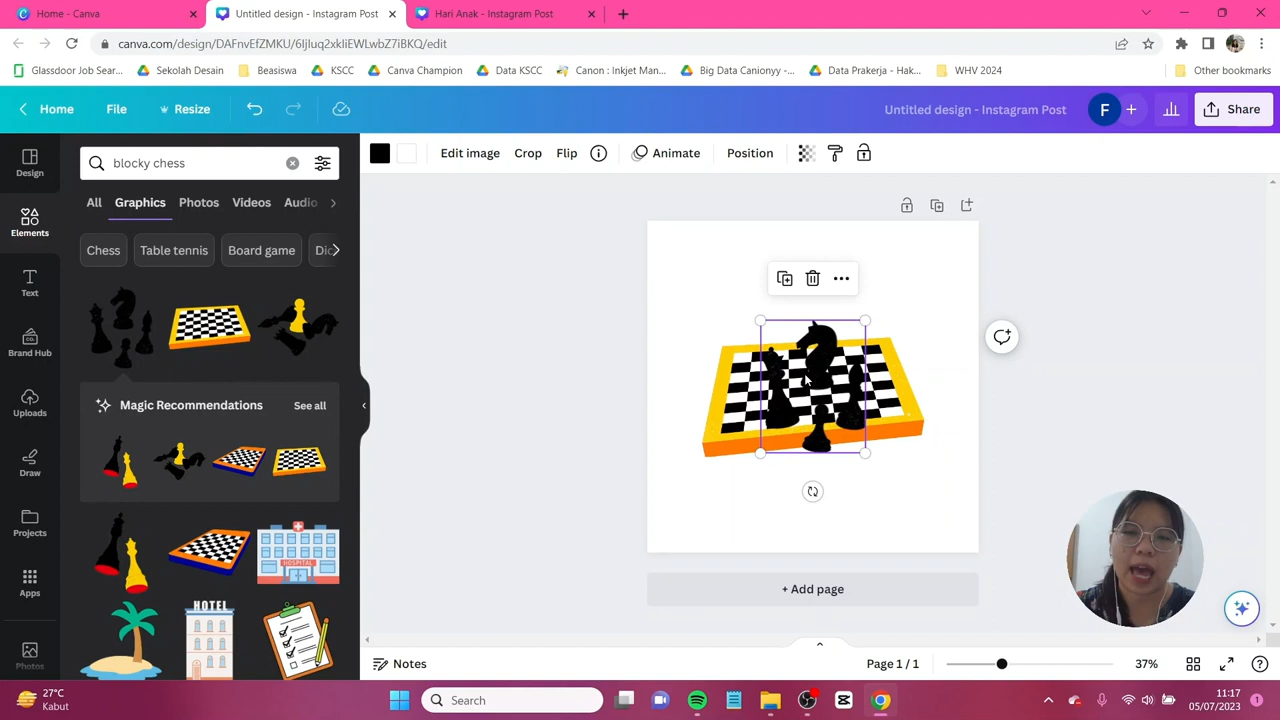 Home - Canva
Untitled design - Instagram Post
Hari Anak - Instagram Post
canva.com/design/DAFnvEfZMKU/6IjIuq2xkIiEWLwbZ7iBKQ/edit
Glassdoor Job Sear...
Sekolah Desain
Beasiswa
KSCC
Canva Champion
Data KSCC
Canon : Inkjet Man...
Big Data Canionyy -...
Data Prakerja - Hak...
WHV 2024
Other bookmarks
Home
File
Resize
Untitled design - Instagram Post
F
Share
blocky chess
Edit image
Crop
Flip
Animate
Position
Design
Elements
Text
Brand Hub
Uploads
Draw
Projects
Apps
Photos
All
Graphics
Photos
Videos
Audio
Chess
Table tennis
Board game
Magic Recommendations
See all
HOSPITAL
HOTEL
+ Add page
Notes
Page 1 / 1
37%
27°C
Kabut
Search
11:17
05/07/2023
1